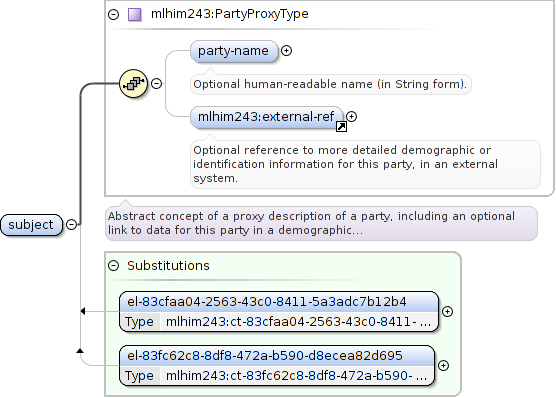 mlhim243:PartyProxyType
party-name
Optional human-readable name (in String form).
mlhim243:external-ref
Optional reference to more detailed demographic or
identification information for this party, in an external
system.
subject
Abstract concept of a proxy description of a party, including an optional
link to data for this party in a demographic...
Substitutions
el-83cfaa04-2563-43c0-8411-5a3adc7b12b4
Type mlhim243:ct-83cfaa04-2563-43c0-8411- ...
el-83fc62c8-8df8-472a-b590-d8ecea82d695
Type mlhim243:ct-83fc62c8-8df8-472a-b590- ...